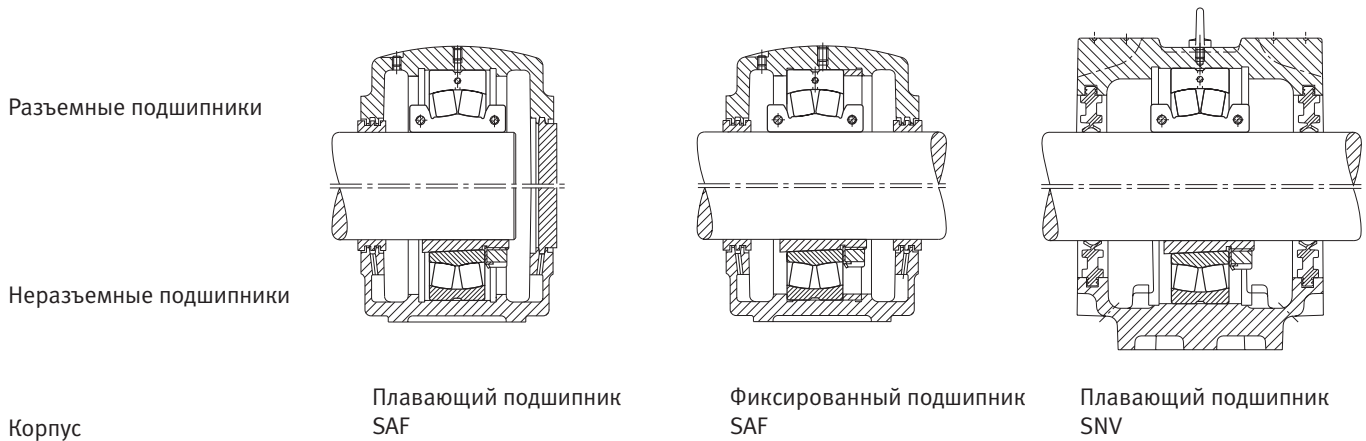 Разъемные подшипники
Неразъемные подшипники
Корпус
Плавающий подшипник
SAF
Фиксированный подшипник
SAF
Плавающий подшипник
SNV